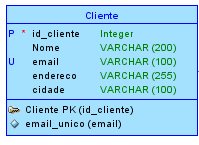 Cliente
P * id_cliente Integer
Nome VARCHAR (200)
U email VARCHAR (100)
endereco VARCHAR (255)
cidade VARCHAR (100)
Cliente PK (id_cliente)
email_unico (email)